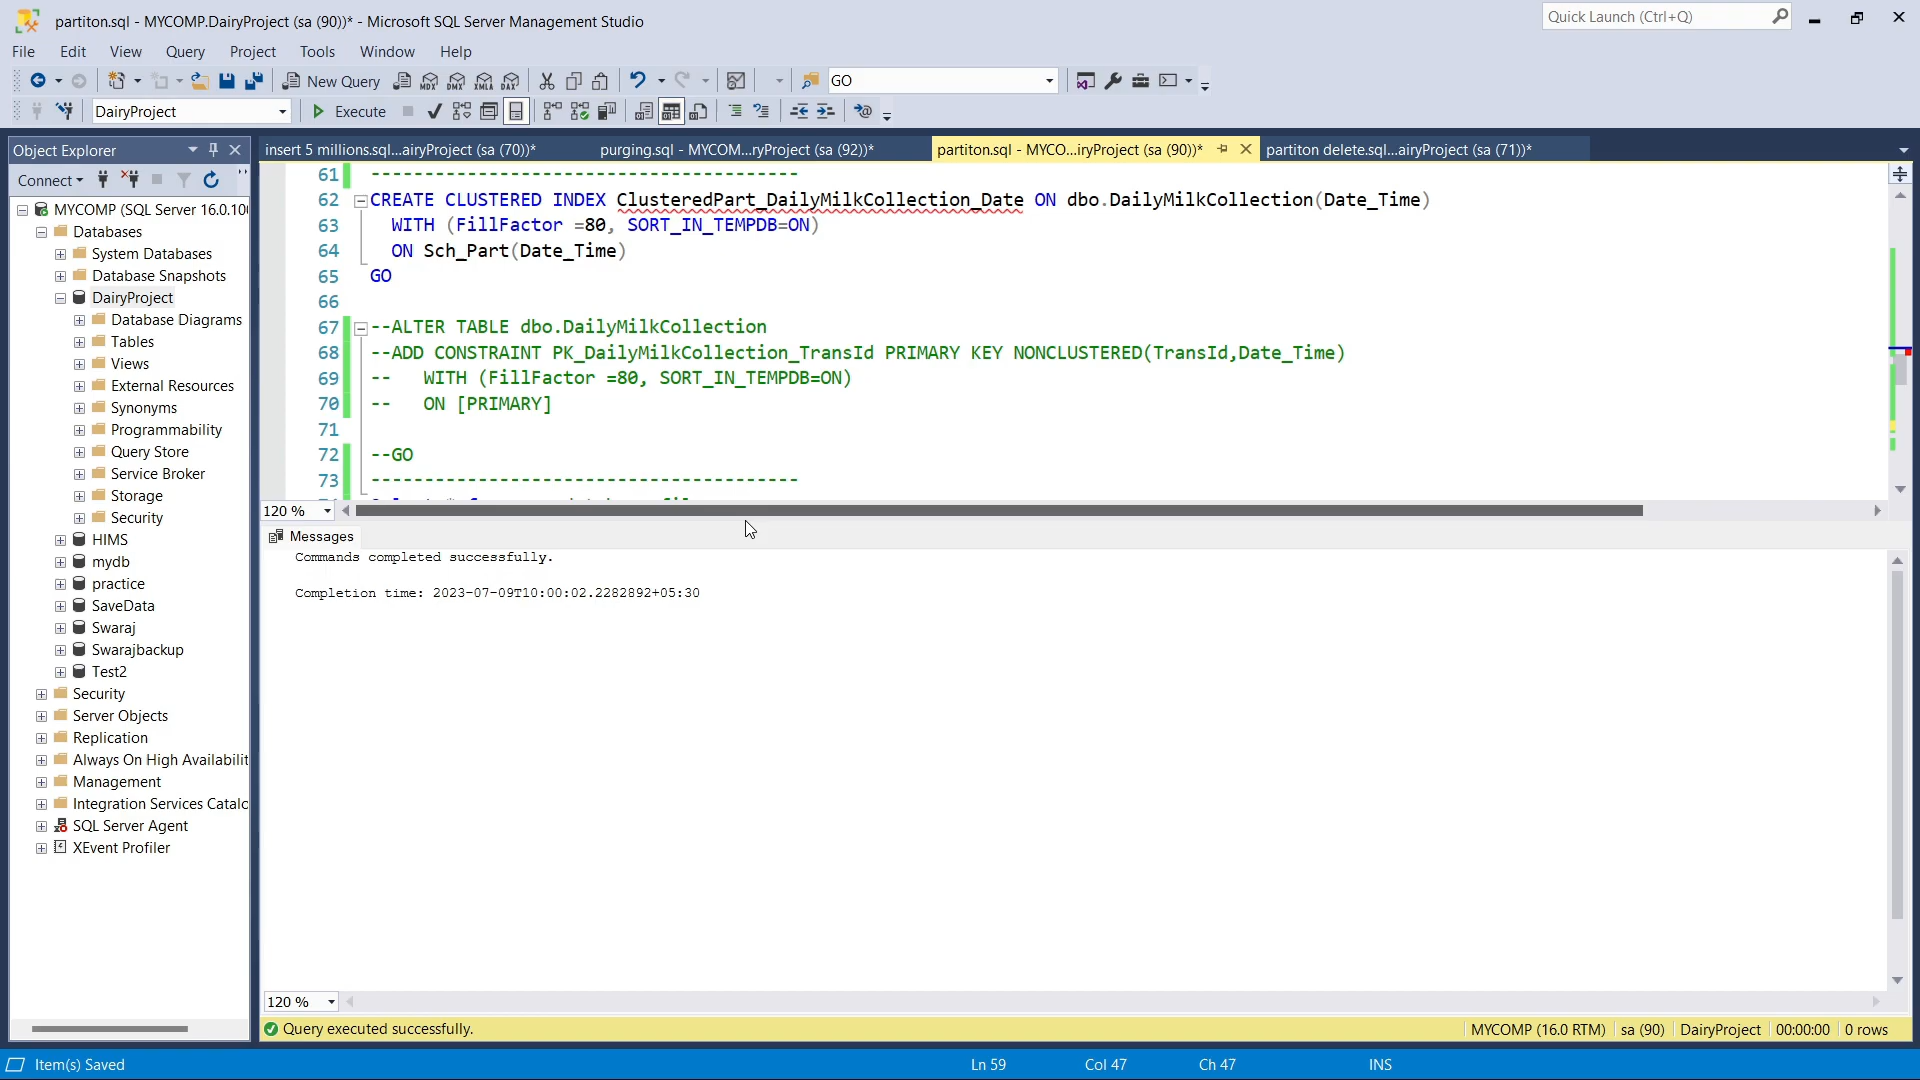 partiton.sql - MYCOMP.DairyProject (sa (90))* - Microsoft SQL Server Management Studio
Quick Launch (Ctrl+Q)
File Edit View Query Project Tools Window Help
New Query
MDX DMX XMLA DAX
GO
DairyProject
Execute
Object Explorer
insert 5 millions.sql...airyProject (sa (70))*
purging.sql - MYCOM...ryProject (sa (92))*
partiton.sql - MYCO...iryProject (sa (90))*
partiton delete.sql...airyProject (sa (71))*
Connect
MYCOMP (SQL Server 16.0.100
Databases
System Databases
Database Snapshots
DairyProject
Database Diagrams
Tables
Views
External Resources
Synonyms
Programmability
Query Store
Service Broker
Storage
Security
HIMS
mydb
practice
SaveData
Swaraj
Swarajbackup
Test2
Security
Server Objects
Replication
Always On High Availabilit
Management
Integration Services Catalo
SQL Server Agent
XEvent Profiler
61 ----------------------------------------
62 CREATE CLUSTERED INDEX ClusteredPart_DailyMilkCollection_Date ON dbo.DailyMilkCollection(Date_Time)
63 WITH (FillFactor =80, SORT_IN_TEMPDB=ON)
64 ON Sch_Part(Date_Time)
65 GO
66
67 --ALTER TABLE dbo.DailyMilkCollection
68 --ADD CONSTRAINT PK_DailyMilkCollection_TransId PRIMARY KEY NONCLUSTERED(TransId,Date_Time)
69 -- WITH (FillFactor =80, SORT_IN_TEMPDB=ON)
70 -- ON [PRIMARY]
71
72 --GO
73 ----------------------------------------
120 %
Messages
Commands completed successfully.
Completion time: 2023-07-09T10:00:02.2282892+05:30
120 %
Query executed successfully.
MYCOMP (16.0 RTM) sa (90) DairyProject 00:00:00 0 rows
Item(s) Saved
Ln 59 Col 47 Ch 47 INS